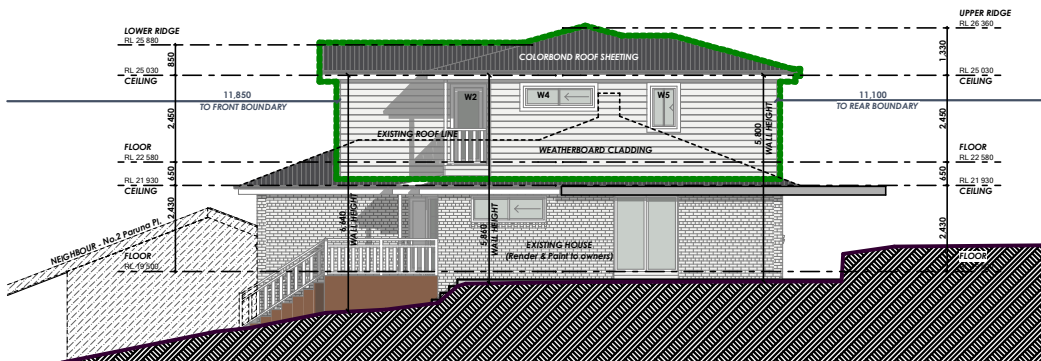 UPPER RIDGE
RL 26 360
LOWER RIDGE
RL 25 880
850
1,330
COLORBOND ROOF SHEETING
RL 25 030
CEILING
RL 25 030
CEILING
11,850
TO FRONT BOUNDARY
11,100
TO REAR BOUNDARY
W2
W4
W5
2,450
2,450
EXISTING ROOF LINE
5,800
WALL HEIGHT
WEATHERBOARD CLADDING
FLOOR
RL 22 580
FLOOR
RL 22 580
650
650
RL 21 930
CEILING
RL 21 930
CEILING
2,430
2,430
6,640
WALL HEIGHT
5,860
WALL HEIGHT
NEIGHBOUR - No.2 Paruna Pl.
EXISTING HOUSE
(Render & Paint to owners)
FLOOR
RL 19 500
FLOOR